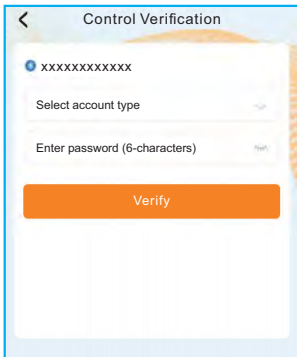 Control Verification
xxxxxxxxxxxx
Select account type
Enter password (6-characters)
Verify